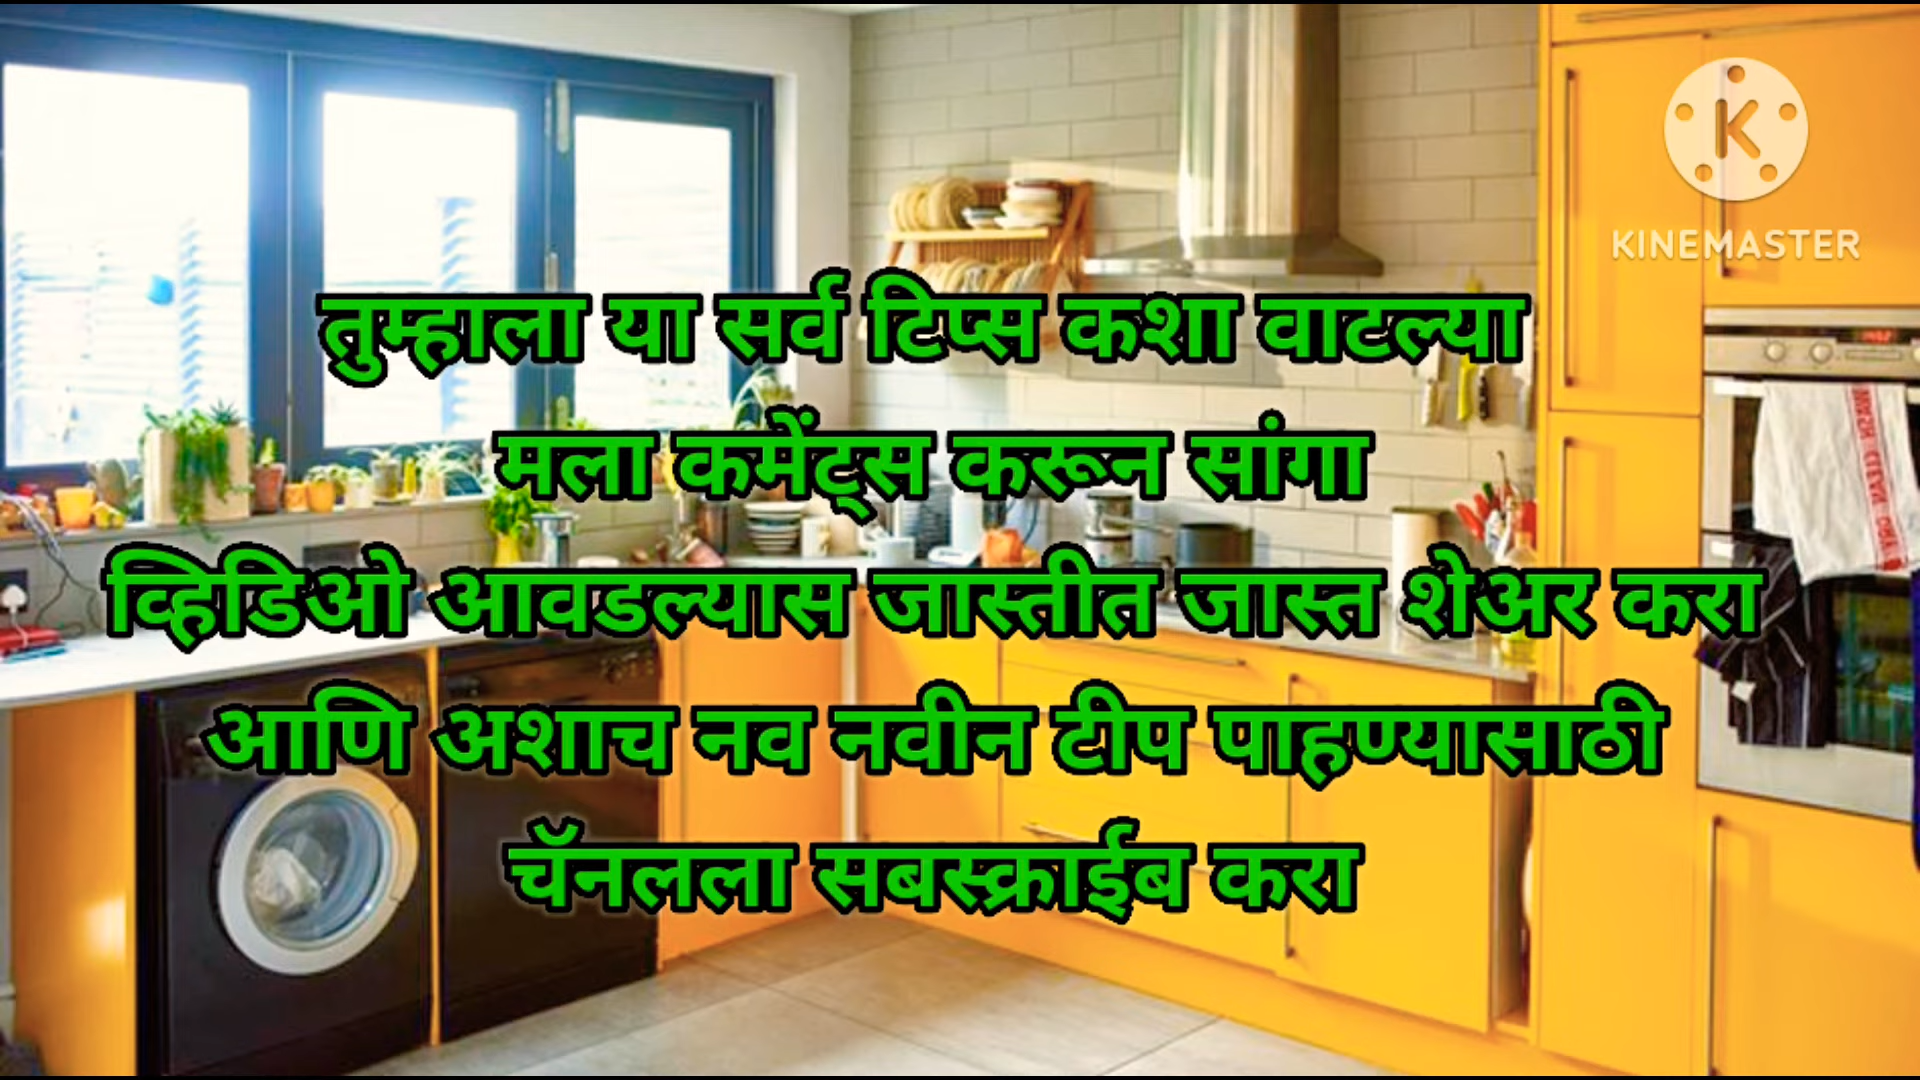 KINEMASTER
तुम्हाला या सर्व टिप्स कशा वाटल्या
मला कमेंट्स करून सांगा
व्हिडिओ आवडल्यास जास्तीत जास्त शेअर करा
आणि अशाच नव नवीन टीप पाहण्यासाठी
चॅनलला सबस्क्राईब करा